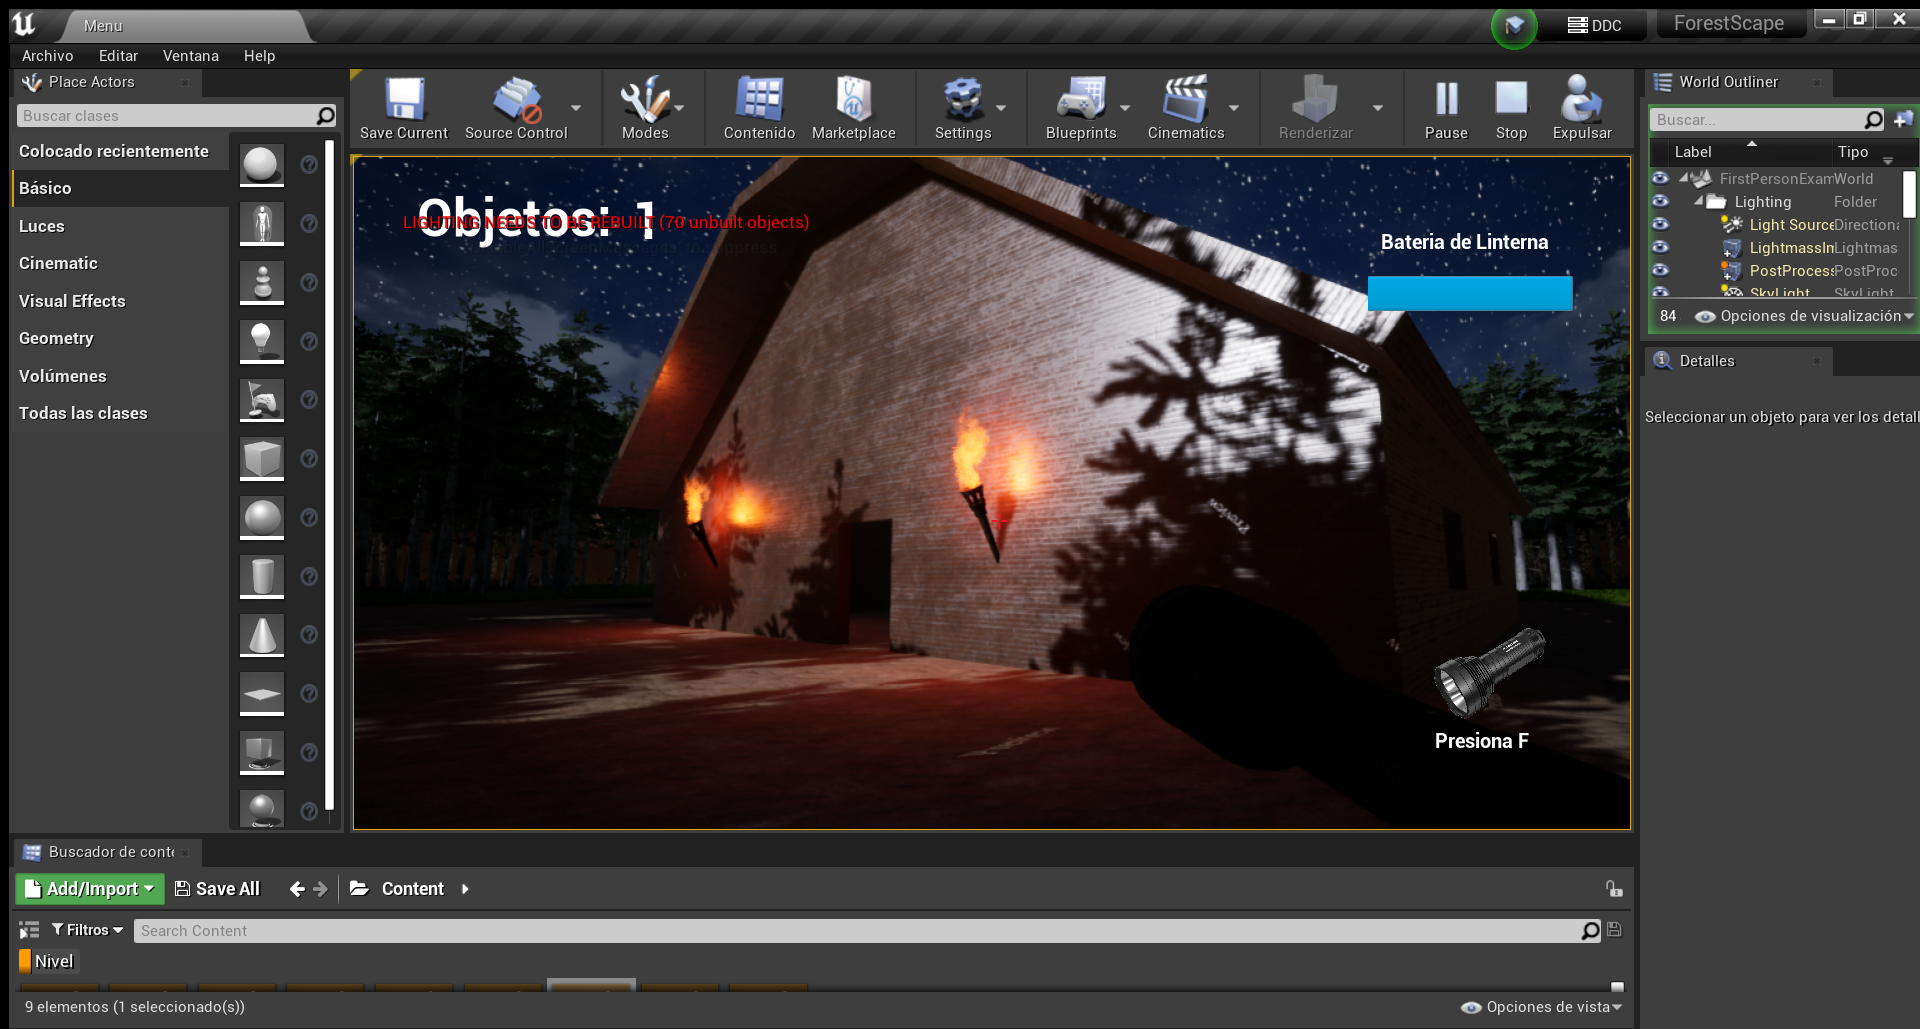 Menu
DDC
ForestScape
Archivo
Editar
Ventana
Help
Place Actors
Buscar clases
Colocado recientemente
Básico
Luces
Cinematic
Visual Effects
Geometry
Volúmenes
Todas las clases
Save Current
Source Control
Modes
Contenido
Marketplace
Settings
Blueprints
Cinematics
Renderizar
Pause
Stop
Expulsar
Objetos: 1
LIGHTING NEEDS TO BE REBUILT (70 unbuilt objects)
Bateria de Linterna
Presiona F
World Outliner
Buscar...
Label
Tipo
FirstPersonExam
World
Lighting
Folder
Light Source
Directiona
LightmassIm
Lightmas
PostProcess
PostProc
SkyLight
SkyLight
84
Opciones de visualización
Detalles
Seleccionar un objeto para ver los detall
Buscador de conte
Add/Import
Save All
Content
Filtros
Search Content
Nivel
9 elementos (1 seleccionado(s))
Opciones de vista